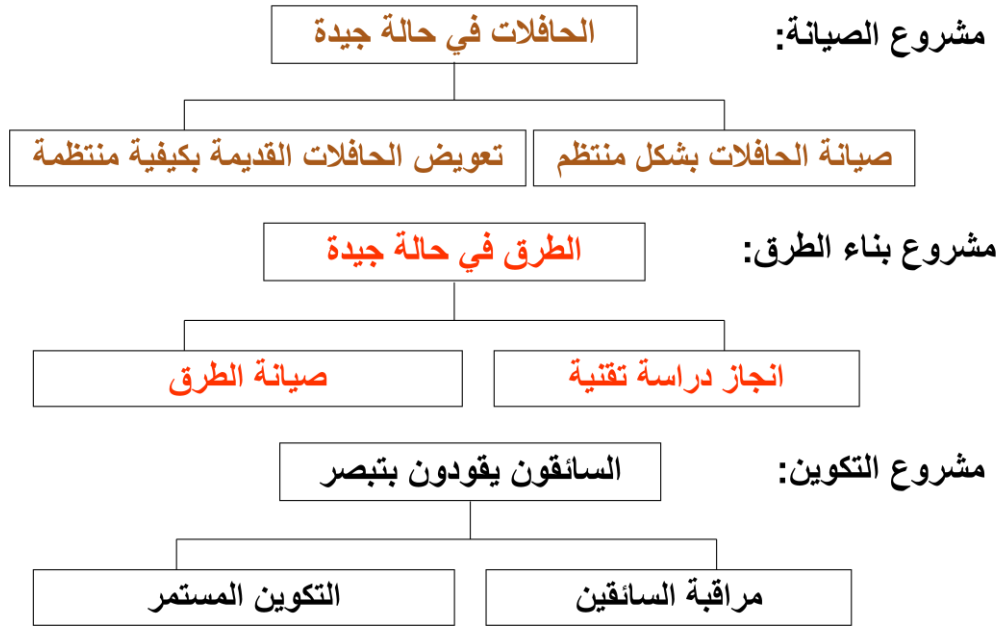 مشروع الصيانة:
الحافلات في حالة جيدة
صيانة الحافلات بشكل منتظم
تعويض الحافلات القديمة بكيفية منتظمة
مشروع بناء الطرق:
الطرق في حالة جيدة
انجاز دراسة تقنية
صيانة الطرق
مشروع التكوين:
السائقون يقودون بتبصر
مراقبة السائقين
التكوين المستمر